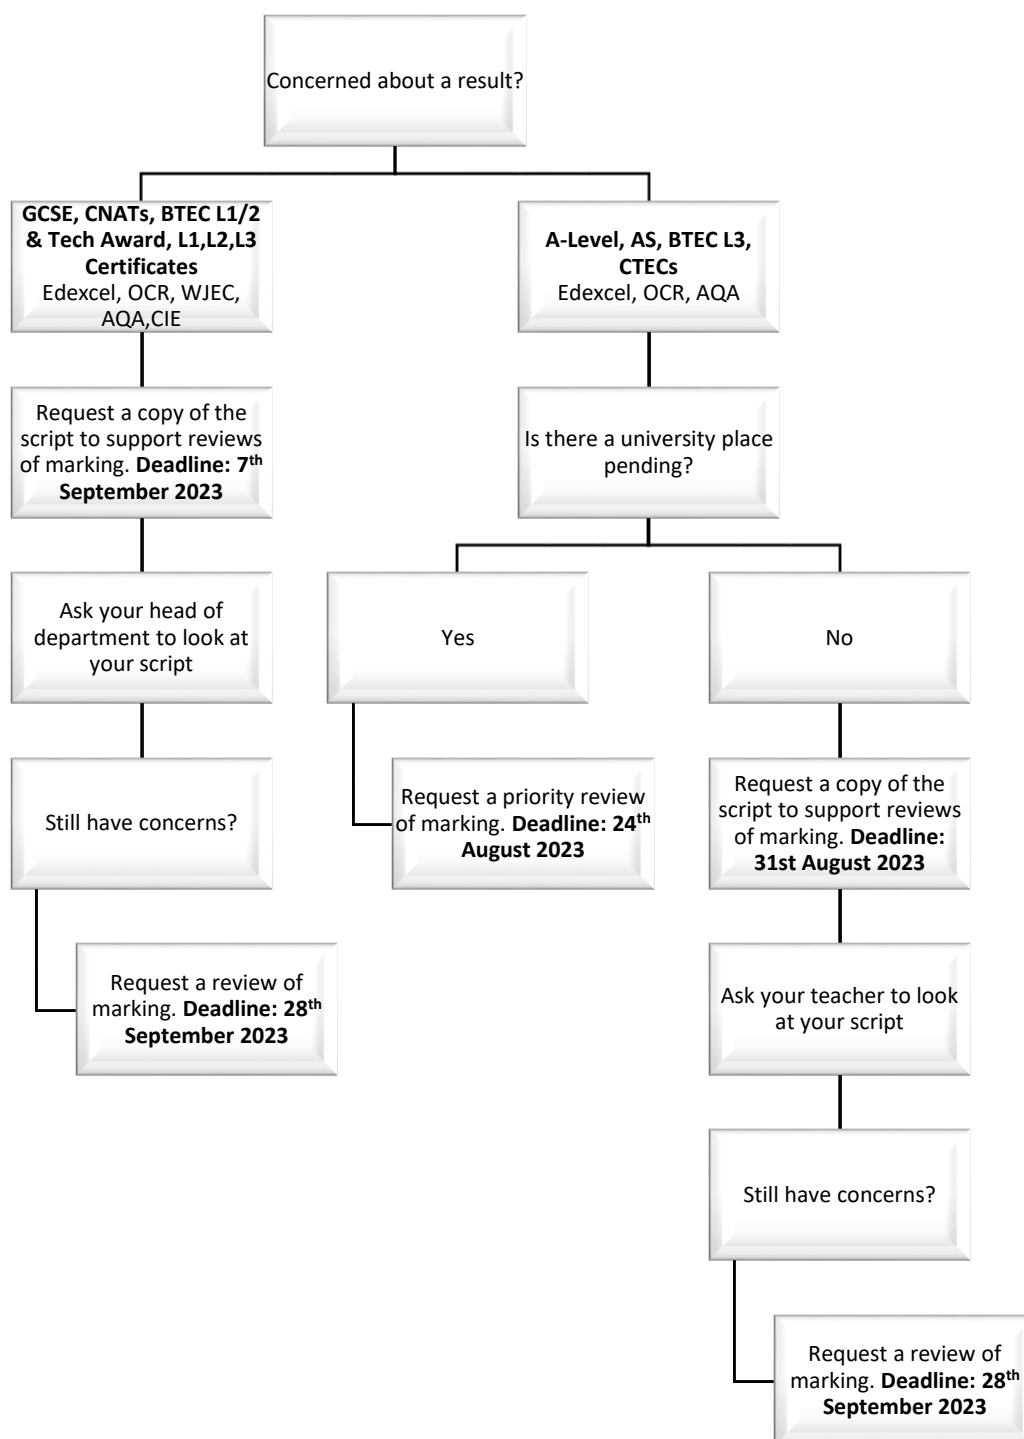 Concerned about a result?
GCSE, CNATs, BTEC L1/2
& Tech Award, L1,L2,L3
Certificates
Edexcel, OCR, WJEC,
AQA,CIE
Request a copy of the
script to support reviews
of marking. Deadline: 7th
September 2023
Ask your head of
department to look at
your script
Still have concerns?
Request a review of
marking. Deadline: 28th
September 2023
A-Level, AS, BTEC L3,
CTECs
Edexcel, OCR, AQA
Is there a university place
pending?
Yes
Request a priority review
of marking. Deadline: 24th
August 2023
No
Request a copy of the
script to support reviews
of marking. Deadline:
31st August 2023
Ask your teacher to look
at your script
Still have concerns?
Request a review of
marking. Deadline: 28th
September 2023